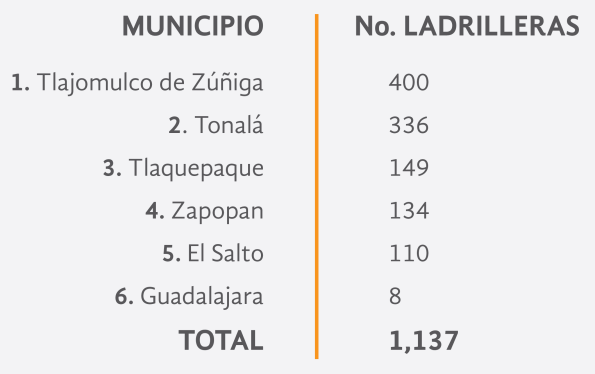 MUNICIPIO No. LADRILLERAS
1. Tlajomulco de Zúñiga 400
2. Tonalá 336
3. Tlaquepaque 149
4. Zapopan 134
5. El Salto 110
6. Guadalajara 8
TOTAL 1,137